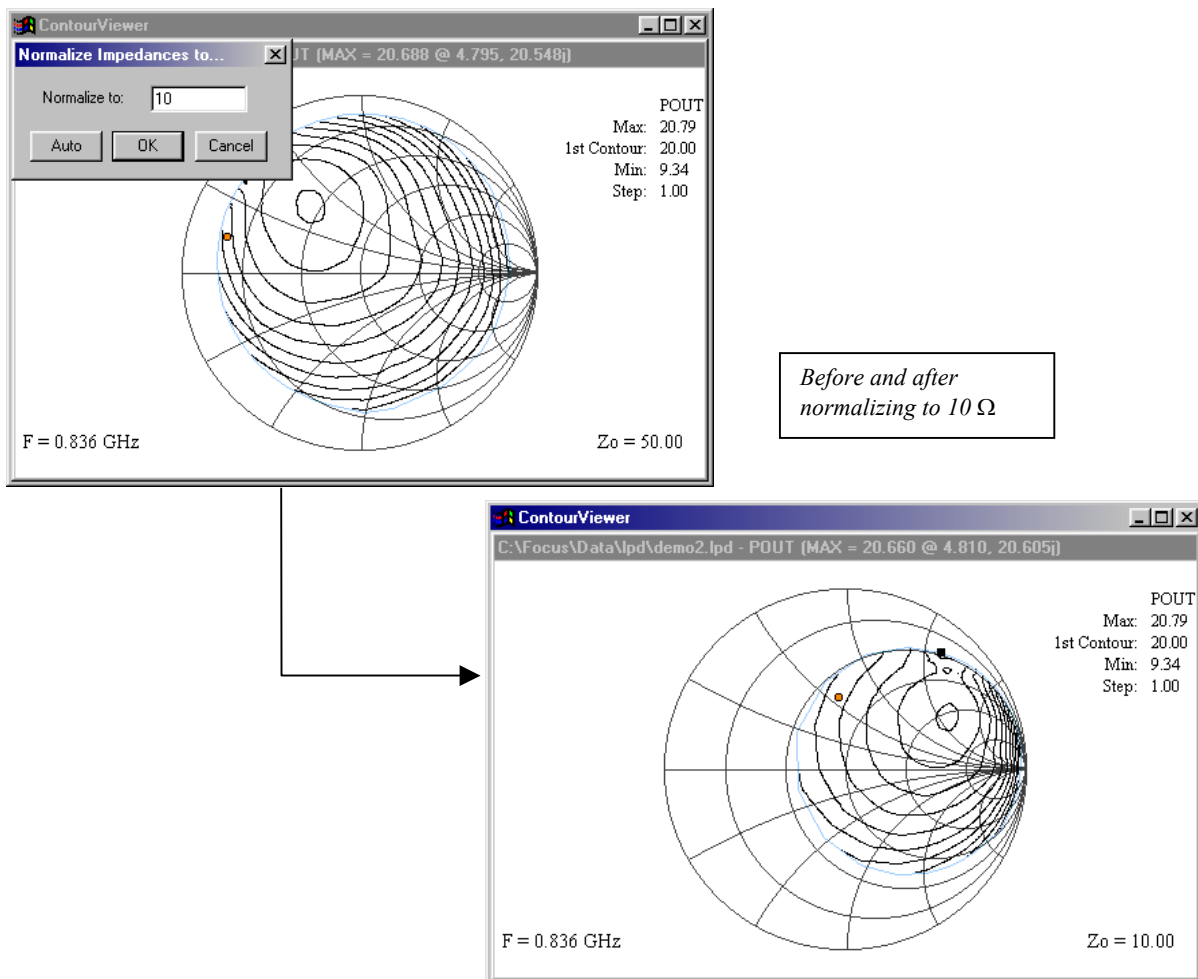 ContourViewer
Normalize Impedances to...
UT (MAX = 20.688 @ 4.795, 20.548j)
Normalize to: 10
Auto OK Cancel
POUT
Max: 20.79
1st Contour: 20.00
Min: 9.34
Step: 1.00
F = 0.836 GHz
Zo = 50.00
Before and after
normalizing to 10 Ω
ContourViewer
C:\Focus\Data\lpd\demo2.lpd - POUT (MAX = 20.660 @ 4.810, 20.605j)
POUT
Max: 20.79
1st Contour: 20.00
Min: 9.34
Step: 1.00
F = 0.836 GHz
Zo = 10.00